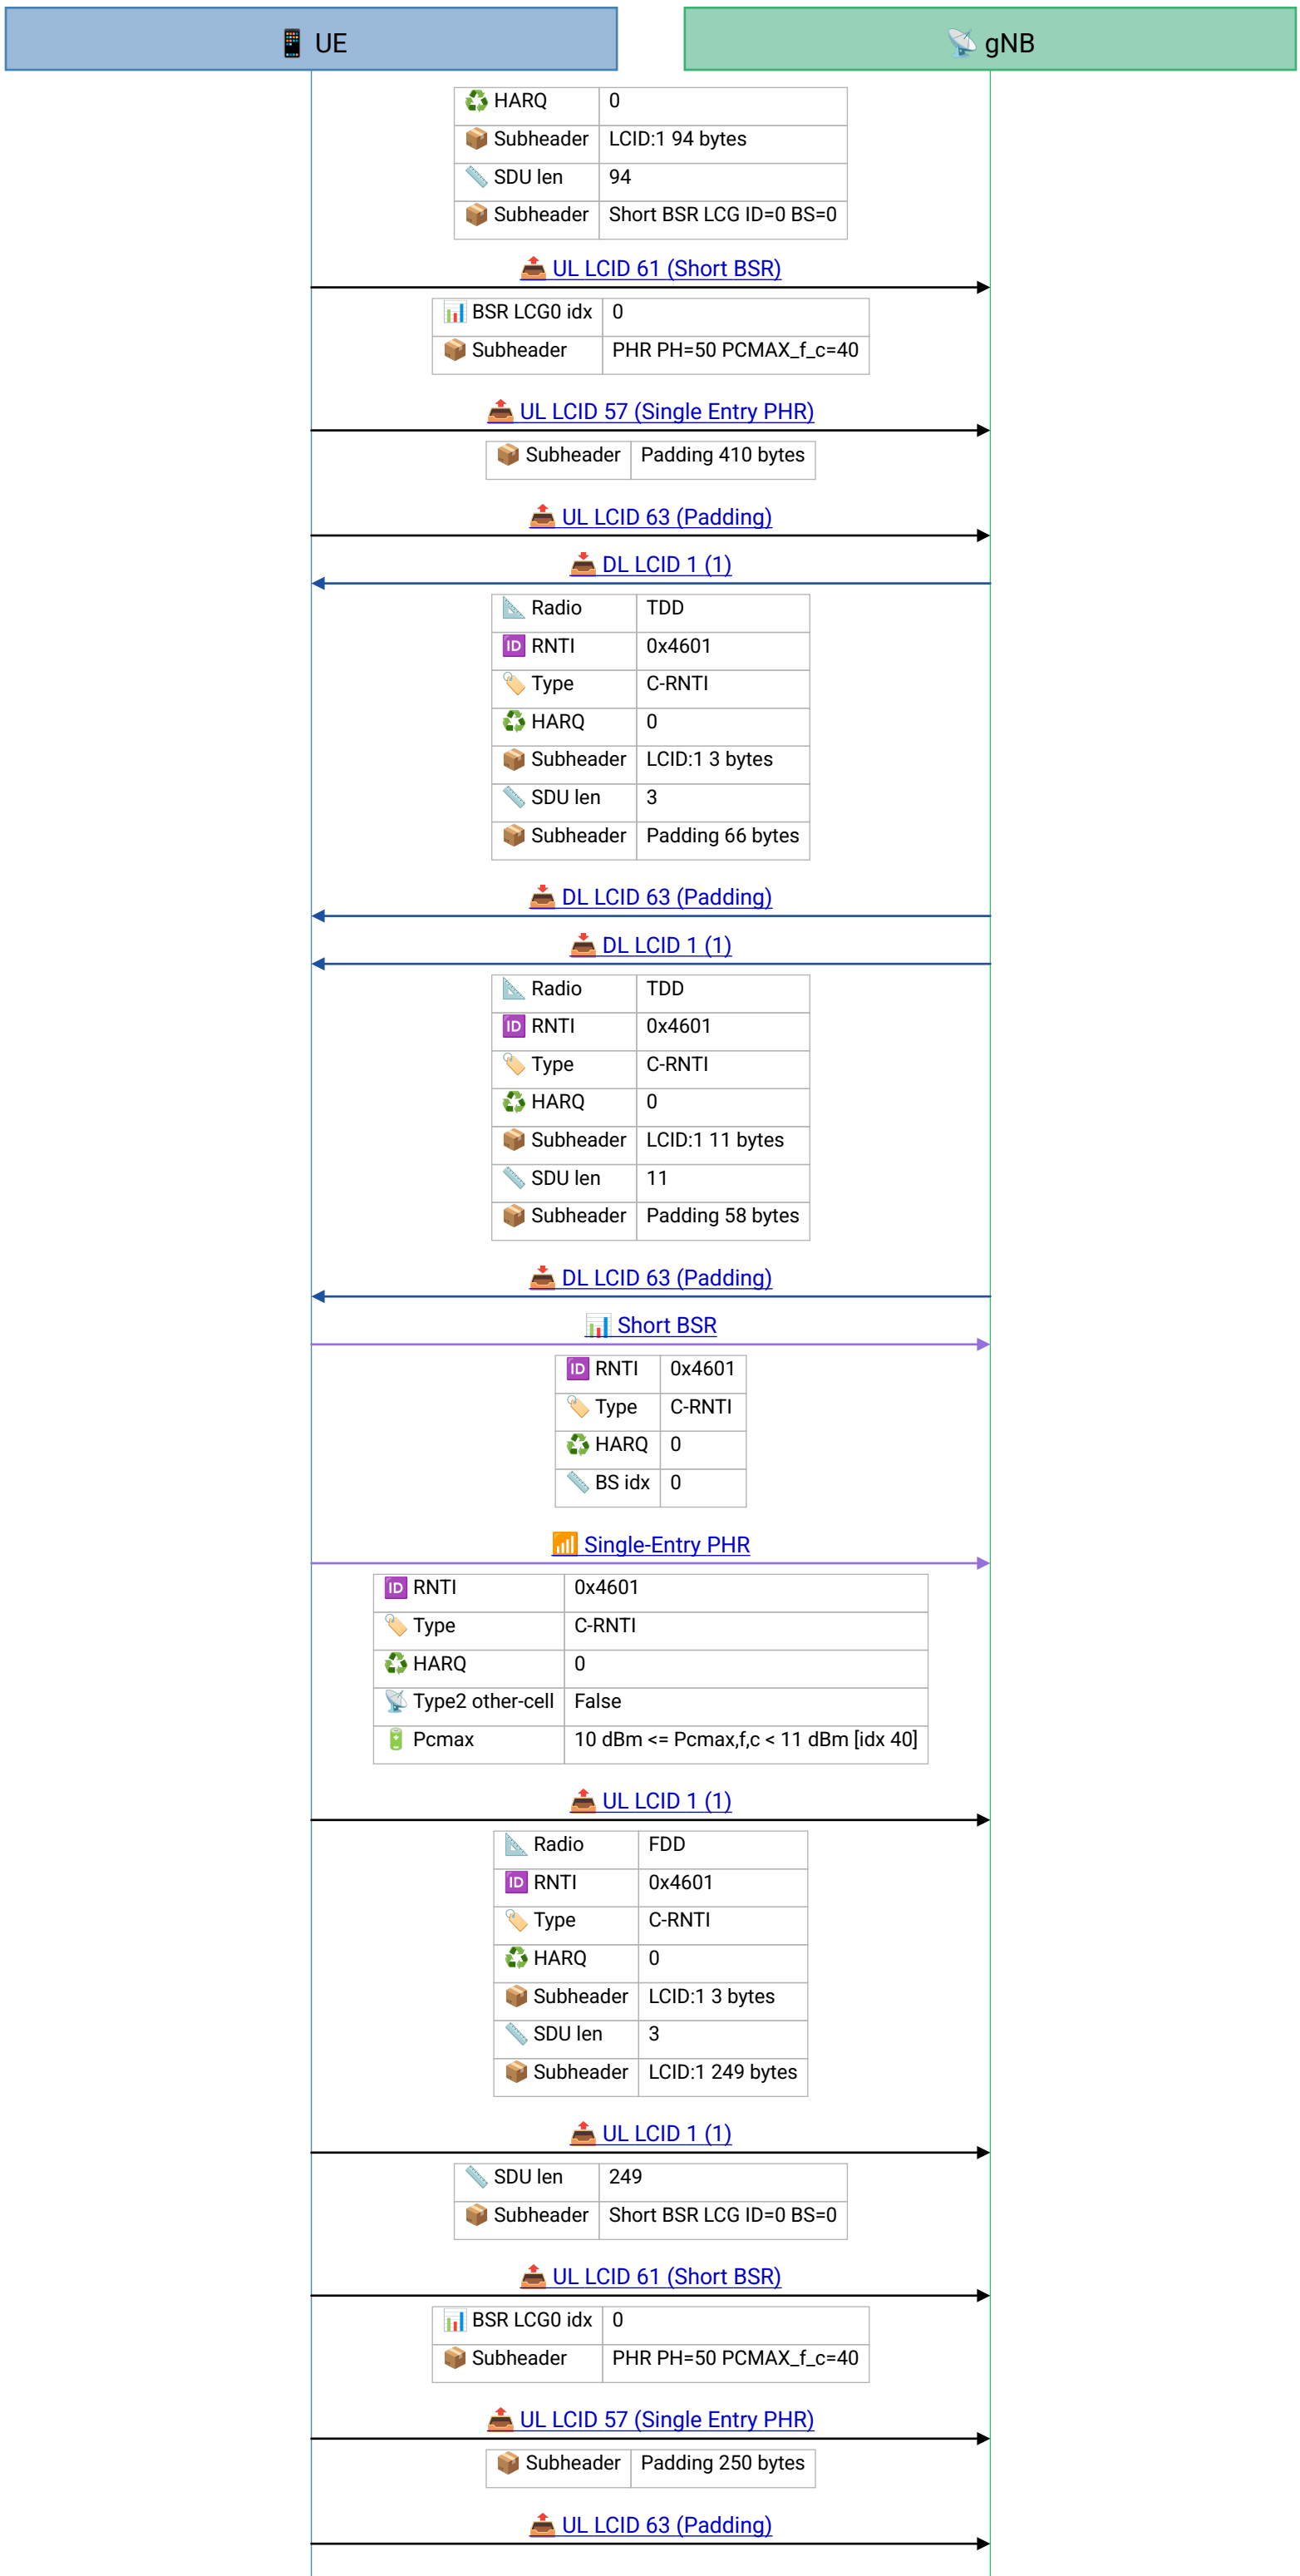 📱 UE
📡 gNB
♻️ HARQ 0
📦 Subheader LCID:1 94 bytes
📏 SDU len 94
📦 Subheader Short BSR LCG ID=0 BS=0
📤 UL LCID 61 (Short BSR)
📊 BSR LCG0 idx 0
📦 Subheader PHR PH=50 PCMAX_f_c=40
📤 UL LCID 57 (Single Entry PHR)
📦 Subheader Padding 410 bytes
📤 UL LCID 63 (Padding)
📥 DL LCID 1 (1)
📐 Radio TDD
🆔 RNTI 0x4601
🏷️ Type C-RNTI
♻️ HARQ 0
📦 Subheader LCID:1 3 bytes
📏 SDU len 3
📦 Subheader Padding 66 bytes
📥 DL LCID 63 (Padding)
📥 DL LCID 1 (1)
📐 Radio TDD
🆔 RNTI 0x4601
🏷️ Type C-RNTI
♻️ HARQ 0
📦 Subheader LCID:1 11 bytes
📏 SDU len 11
📦 Subheader Padding 58 bytes
📥 DL LCID 63 (Padding)
📊 Short BSR
🆔 RNTI 0x4601
🏷️ Type C-RNTI
♻️ HARQ 0
📏 BS idx 0
📶 Single-Entry PHR
🆔 RNTI 0x4601
🏷️ Type C-RNTI
♻️ HARQ 0
📡 Type2 other-cell False
🔋 Pcmax 10 dBm <= Pcmax,f,c < 11 dBm [idx 40]
📤 UL LCID 1 (1)
📐 Radio FDD
🆔 RNTI 0x4601
🏷️ Type C-RNTI
♻️ HARQ 0
📦 Subheader LCID:1 3 bytes
📏 SDU len 3
📦 Subheader LCID:1 249 bytes
📤 UL LCID 1 (1)
📏 SDU len 249
📦 Subheader Short BSR LCG ID=0 BS=0
📤 UL LCID 61 (Short BSR)
📊 BSR LCG0 idx 0
📦 Subheader PHR PH=50 PCMAX_f_c=40
📤 UL LCID 57 (Single Entry PHR)
📦 Subheader Padding 250 bytes
📤 UL LCID 63 (Padding)